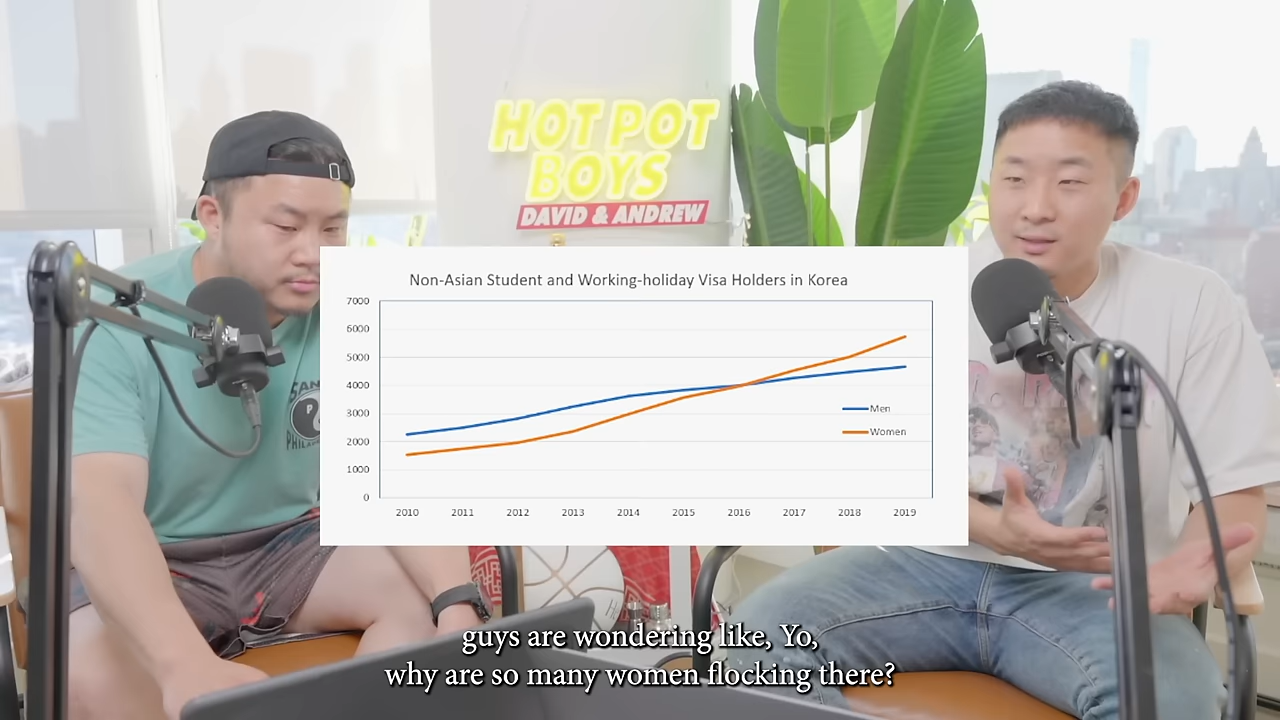 HOT POT
BOYS
DAVID & ANDREW
Non-Asian Student and Working-holiday Visa Holders in Korea
7000
6000
5000
4000
3000
2000
1000
0
Men
Women
2010 2011 2012 2013 2014 2015 2016 2017 2018 2019
guys are wondering like, Yo,
why are so many women flocking there?